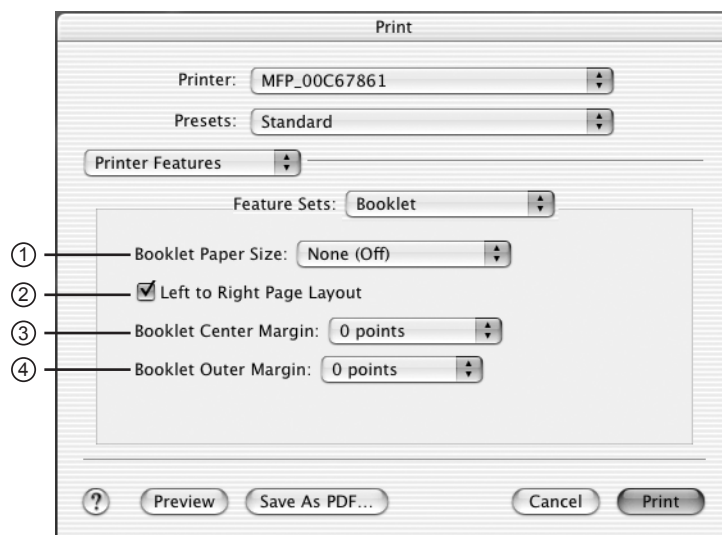 Print
Printer: MFP_00C67861
Presets: Standard
Printer Features
Feature Sets: Booklet
① Booklet Paper Size: None (Off)
② Left to Right Page Layout
③ Booklet Center Margin: 0 points
④ Booklet Outer Margin: 0 points
? Preview Save As PDF... Cancel Print